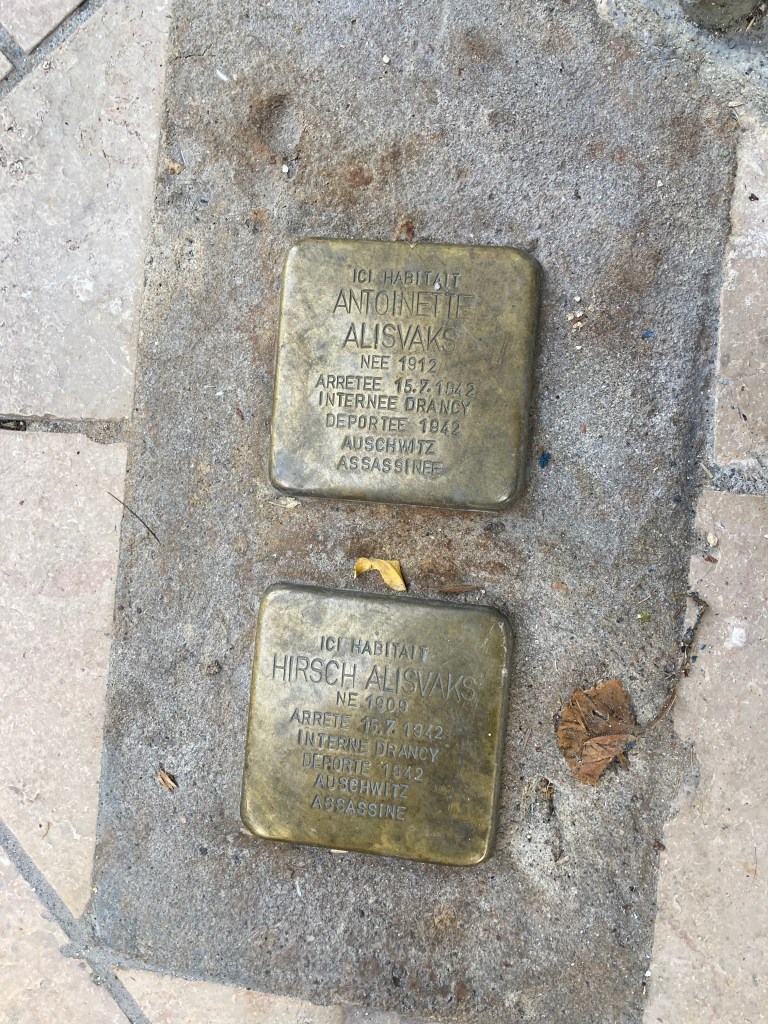 ICI HABITAIT
ANTOINETTE
ALISVAKS
NEE 1912
ARRETEE 15.7.1942
INTERNEE DRANCY
DEPORTEE 1942
AUSCHWITZ
ASSASSINEE
ICI HABITAIT
HIRSCH ALISVAKS
NE 1909
ARRETE 15.7.1942
INTERNE DRANCY
DEPORTE 1942
AUSCHWITZ
ASSASSINE